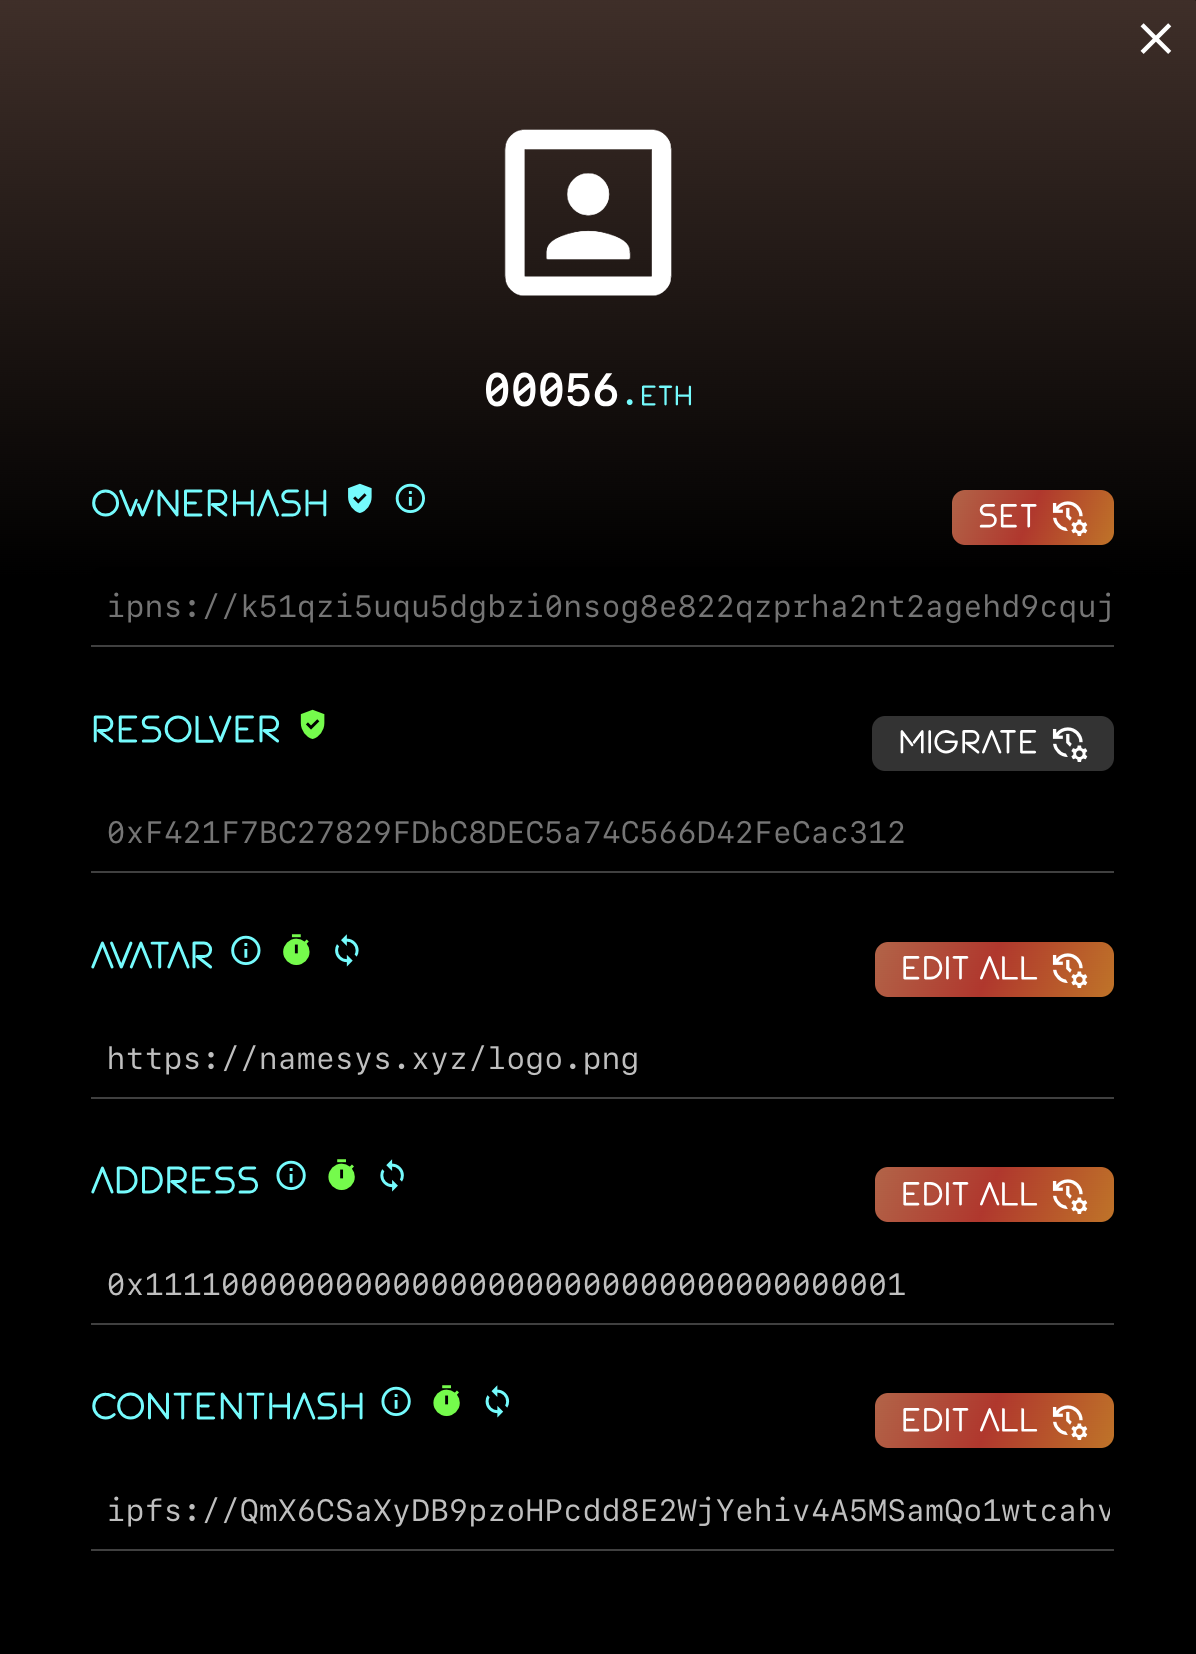 00056.ETH
OWNERHASH
SET
ipns://k51qzi5uqu5dgbzi0nsog8e822qzprha2nt2agehd9cquj
RESOLVER
MIGRATE
0xF421F7BC27829FDbC8DEC5a74C566D42FeCac312
AVATAR
EDIT ALL
https://namesys.xyz/logo.png
ADDRESS
EDIT ALL
0x1111000000000000000000000000000000000001
CONTENTHASH
EDIT ALL
ipfs://QmX6CSaXyDB9pzoHPcdd8E2WjYehiv4A5MSamQo1wtcahv